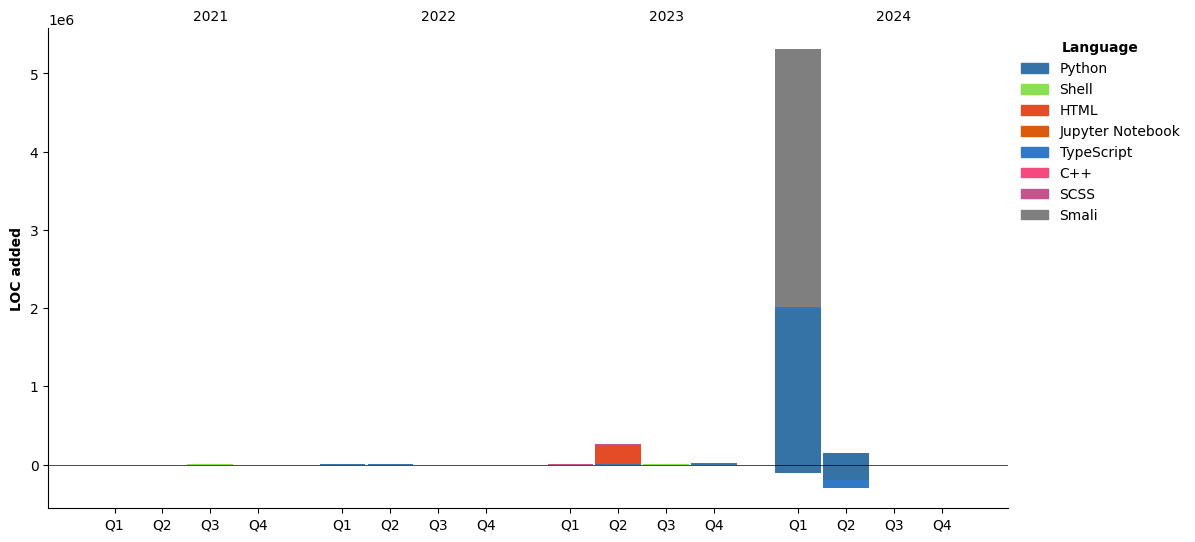 1e6
2021 2022 2023 2024
LOC added
5
4
3
2
1
0
Q1 Q2 Q3 Q4 Q1 Q2 Q3 Q4 Q1 Q2 Q3 Q4 Q1 Q2 Q3 Q4
Language
Python
Shell
HTML
Jupyter Notebook
TypeScript
C++
SCSS
Smali